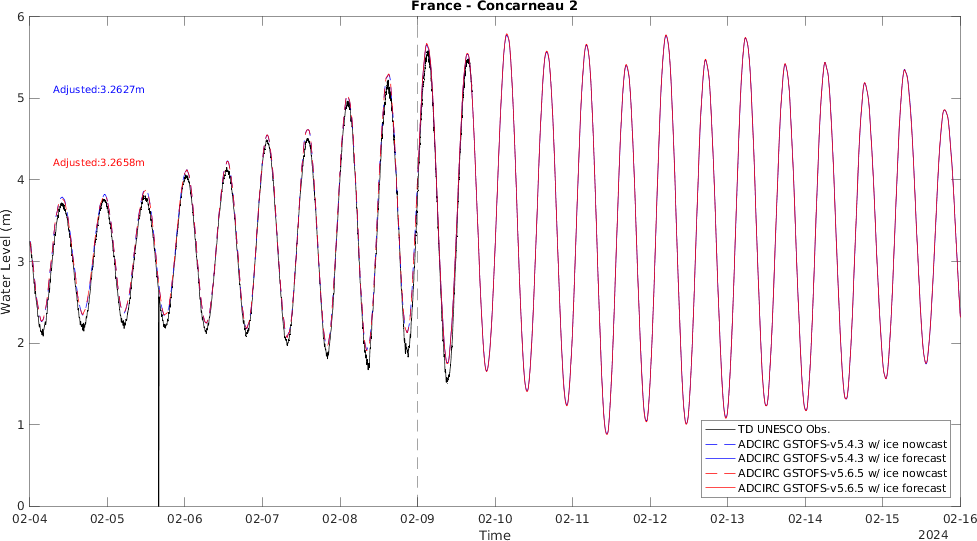 France - Concarneau 2
6
5
4
3
2
1
0
Water Level (m)
Adjusted:3.2627m
Adjusted:3.2658m
TD UNESCO Obs.
ADCIRC GSTOFS-v5.4.3 w/ ice nowcast
ADCIRC GSTOFS-v5.4.3 w/ ice forecast
ADCIRC GSTOFS-v5.6.5 w/ ice nowcast
ADCIRC GSTOFS-v5.6.5 w/ ice forecast
02-04 02-05 02-06 02-07 02-08 02-09 02-10 02-11 02-12 02-13 02-14 02-15 02-16
Time
2024